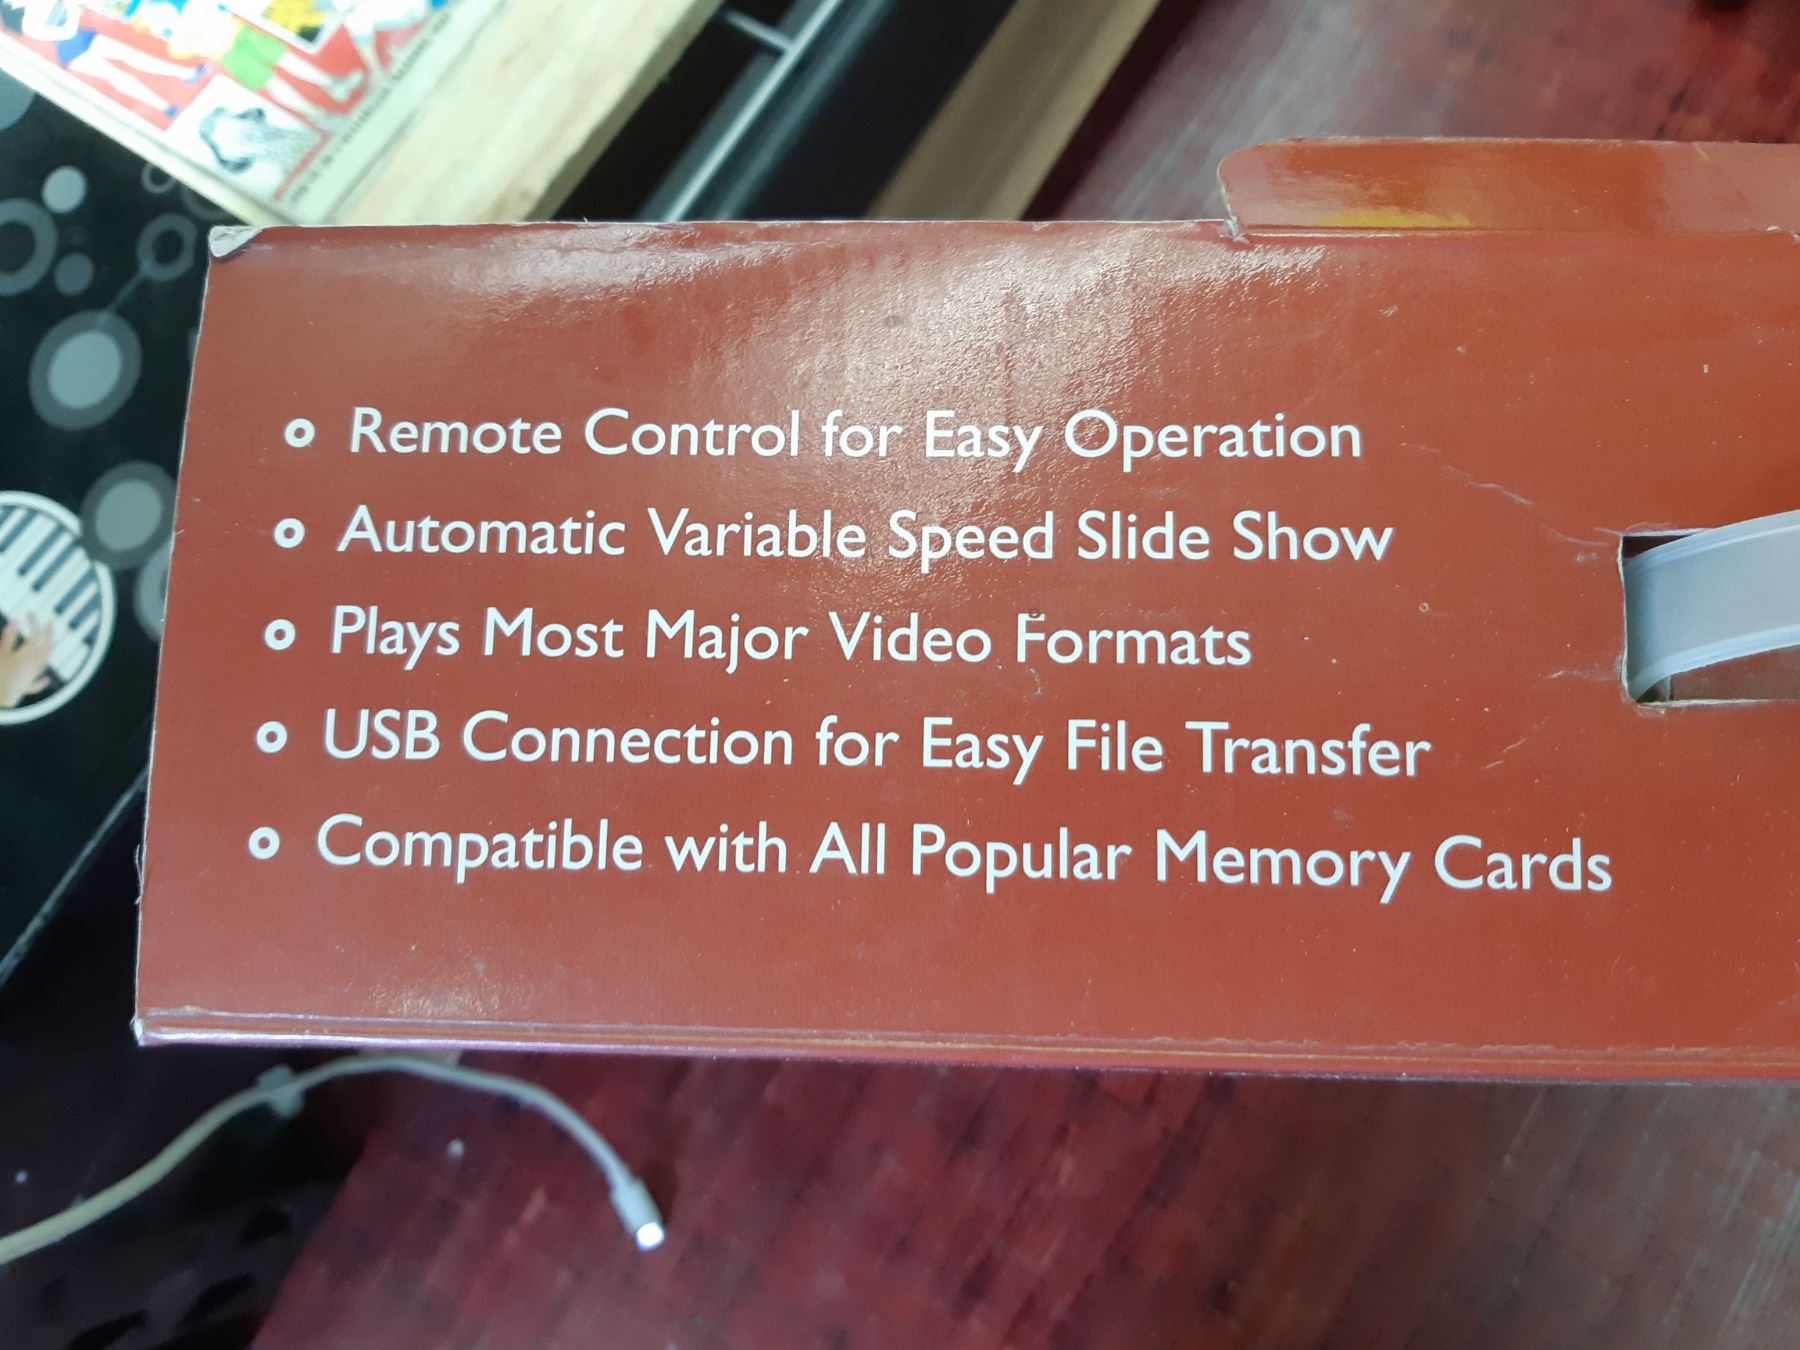 Remote Control for Easy Operation
Automatic Variable Speed Slide Show
Plays Most Major Video Formats
USB Connection for Easy File Transfer
Compatible with All Popular Memory Cards